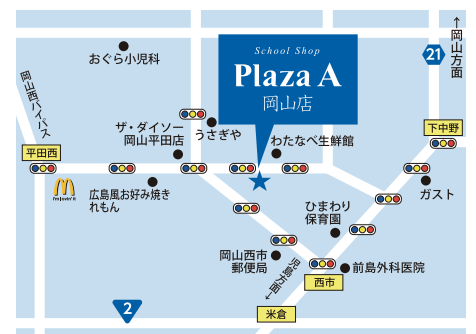 ↑岡山方面
21
おぐら小児科
School Shop
Plaza A
岡山店
岡山西バイパス
うさぎや
ザ・ダイソー
岡山平田店
わたなべ生鮮館
下中野
平田西
M
i'm lovin' it
広島風お好み焼き
れもん
ガスト
ひまわり
保育園
岡山西市
郵便局
児島方面→
前島外科医院
西市
米倉
2